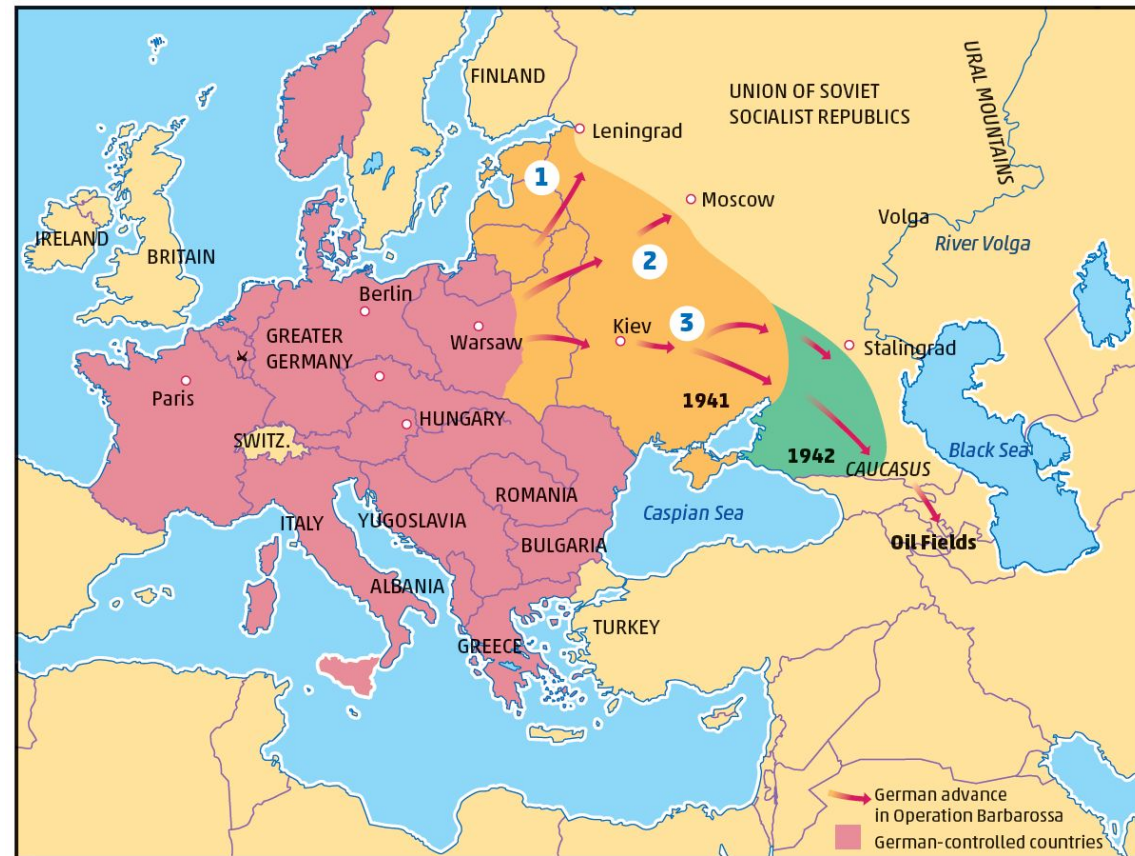 FINLAND
UNION OF SOVIET
SOCIALIST REPUBLICS
URAL MOUNTAINS
Leningrad
1
Moscow
Volga
River Volga
IRELAND
BRITAIN
2
Berlin
GREATER
GERMANY
Warsaw
Kiev
3
Stalingrad
Paris
1941
HUNGARY
SWITZ.
1942
CAUCASUS
Black Sea
ROMANIA
ITALY
YUGOSLAVIA
Caspian Sea
BULGARIA
Oil Fields
ALBANIA
TURKEY
GREECE
German advance
in Operation Barbarossa
German-controlled countries